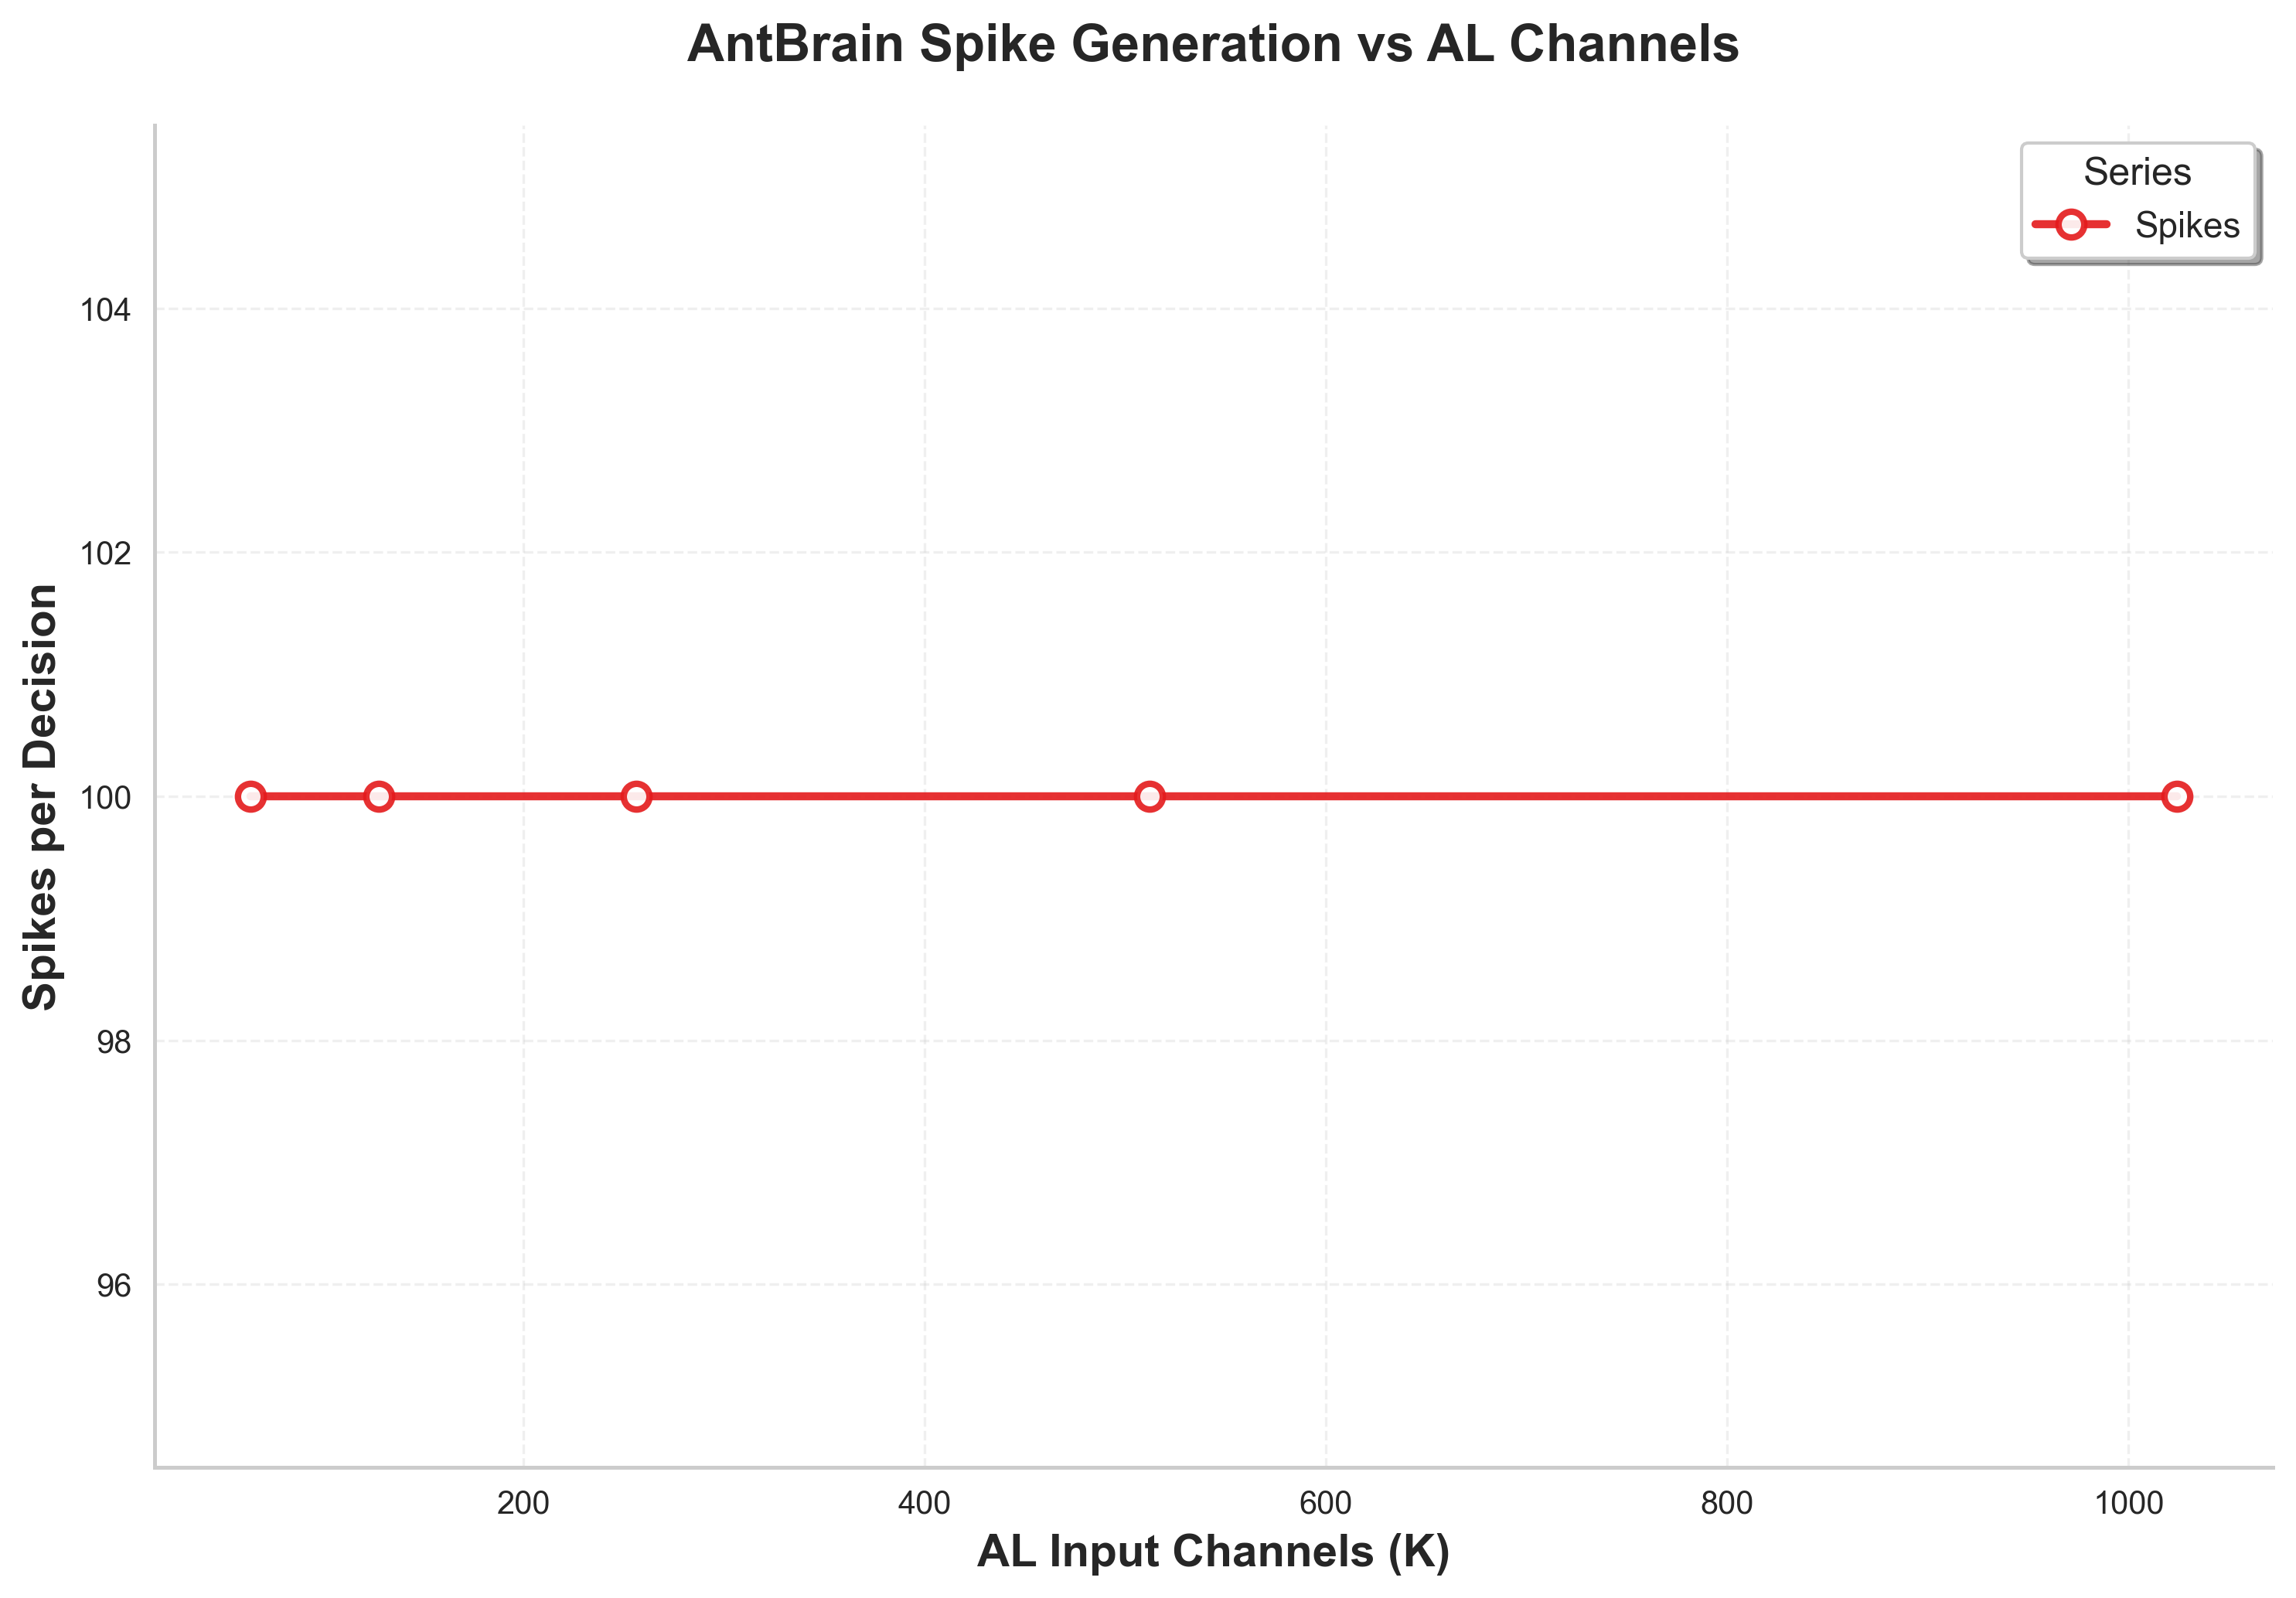 AntBrain Spike Generation vs AL Channels
Series
Spikes
104
102
100
98
96
Spikes per Decision
200
400
600
800
1000
AL Input Channels (K)